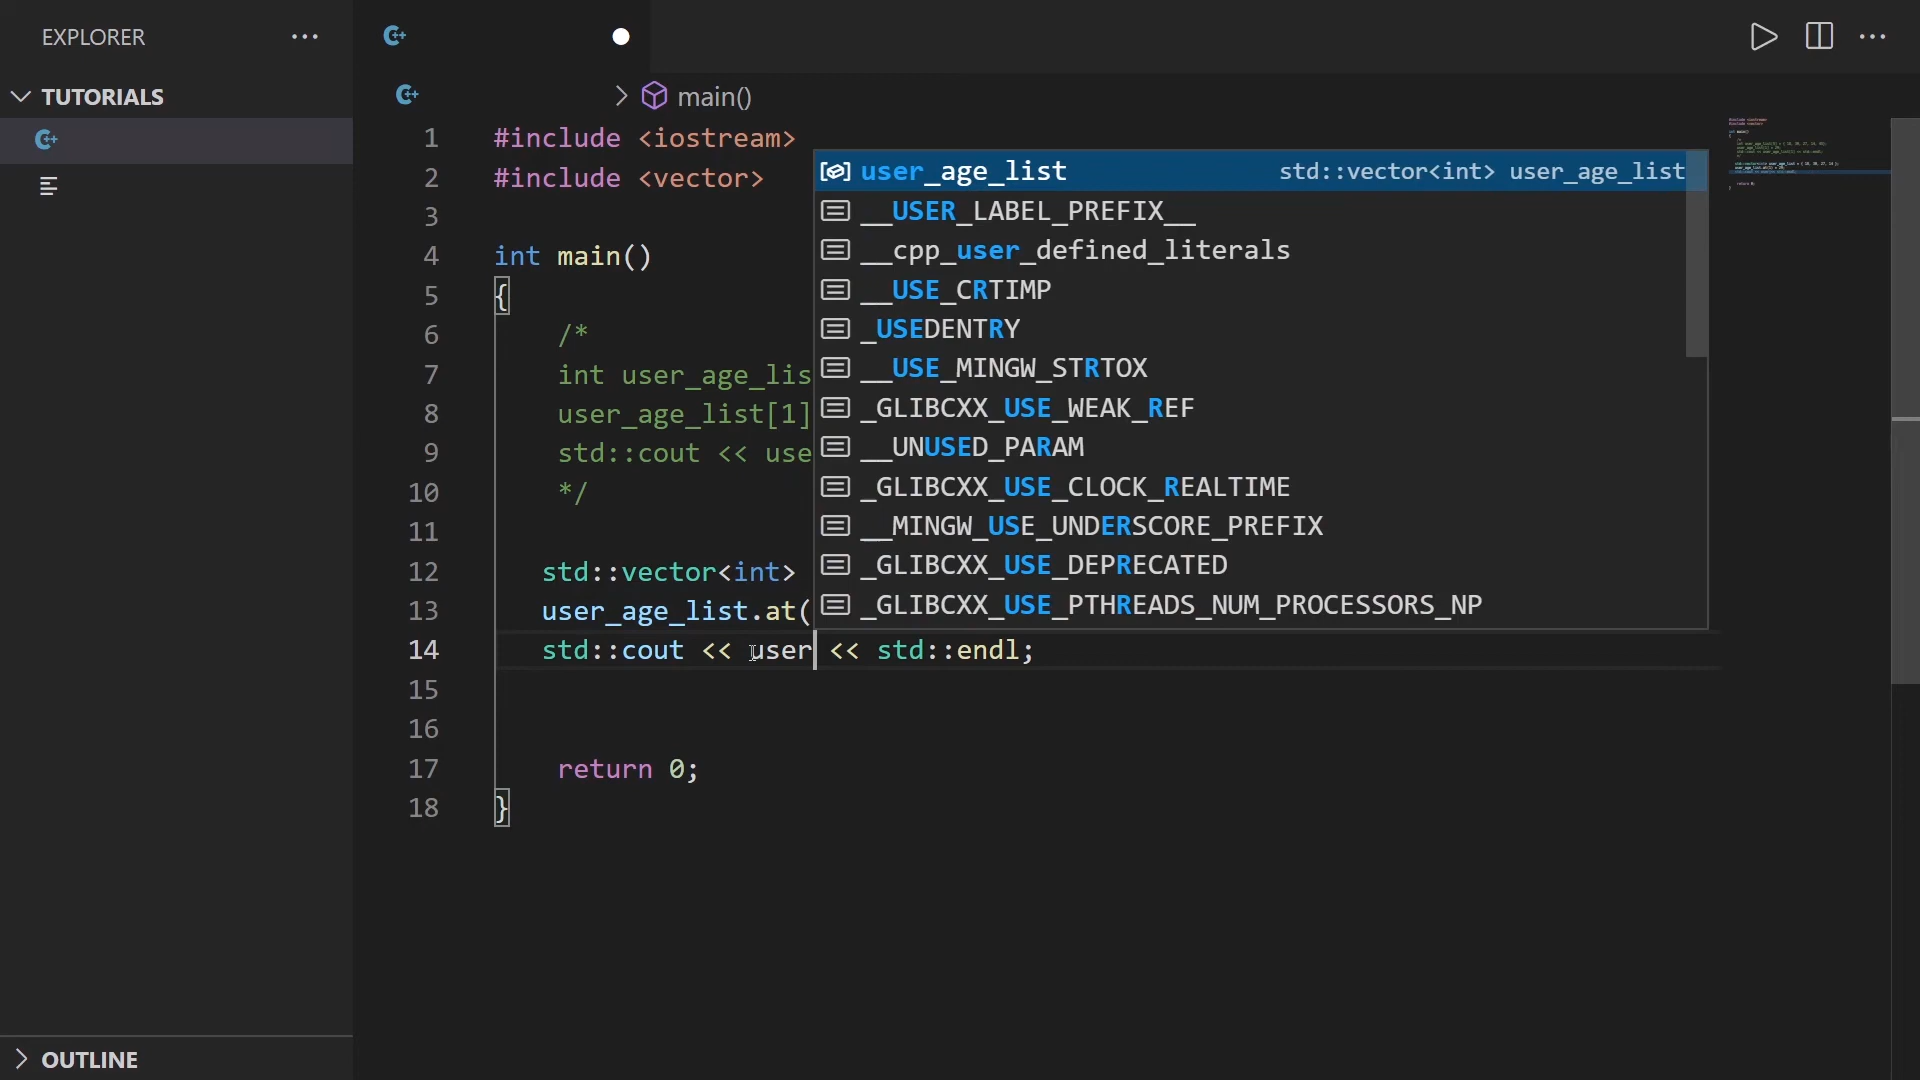 EXPLORER
TUTORIALS
main()
1 #include <iostream>
2 #include <vector>
3
4 int main()
5 {
6 /*
7 int user_age_lis
8 user_age_list[1]
9 std::cout << use
10 */
11
12 std::vector<int>
13 user_age_list.at(
14 std::cout << user << std::endl;
15
16
17 return 0;
18 }
user_age_list std::vector<int> user_age_list
__USER_LABEL_PREFIX__
__cpp_user_defined_literals
__USE_CRTIMP
_USEDENTRY
__USE_MINGW_STRTOX
_GLIBCXX_USE_WEAK_REF
__UNUSED_PARAM
_GLIBCXX_USE_CLOCK_REALTIME
__MINGW_USE_UNDERSCORE_PREFIX
_GLIBCXX_USE_DEPRECATED
_GLIBCXX_USE_PTHREADS_NUM_PROCESSORS_NP
OUTLINE